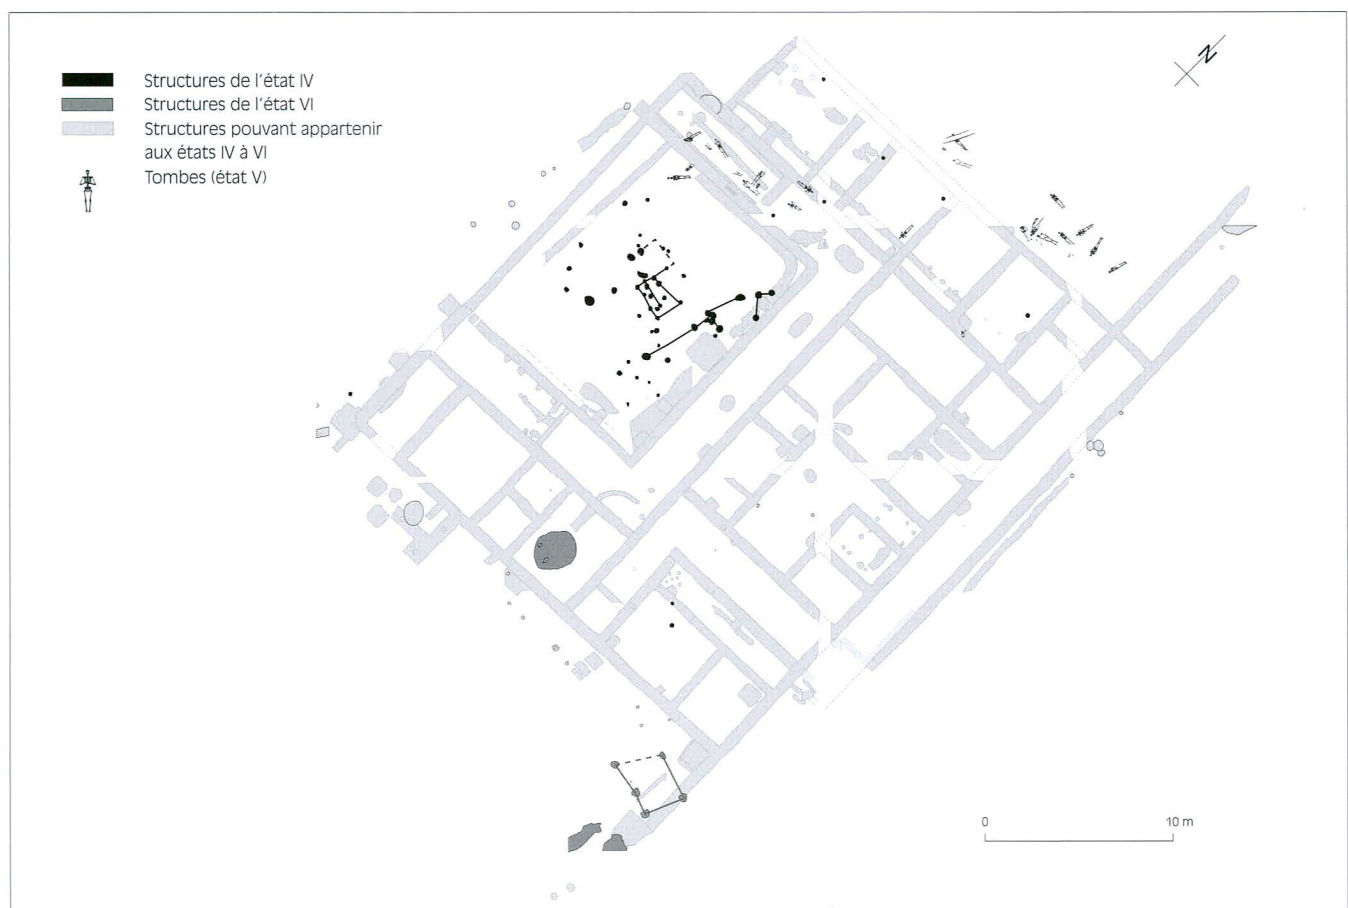 N
Structures de l'état IV
Structures de l'état VI
Structures pouvant appartenir
aux états IV à VI
Tombes (état V)
0 10 m